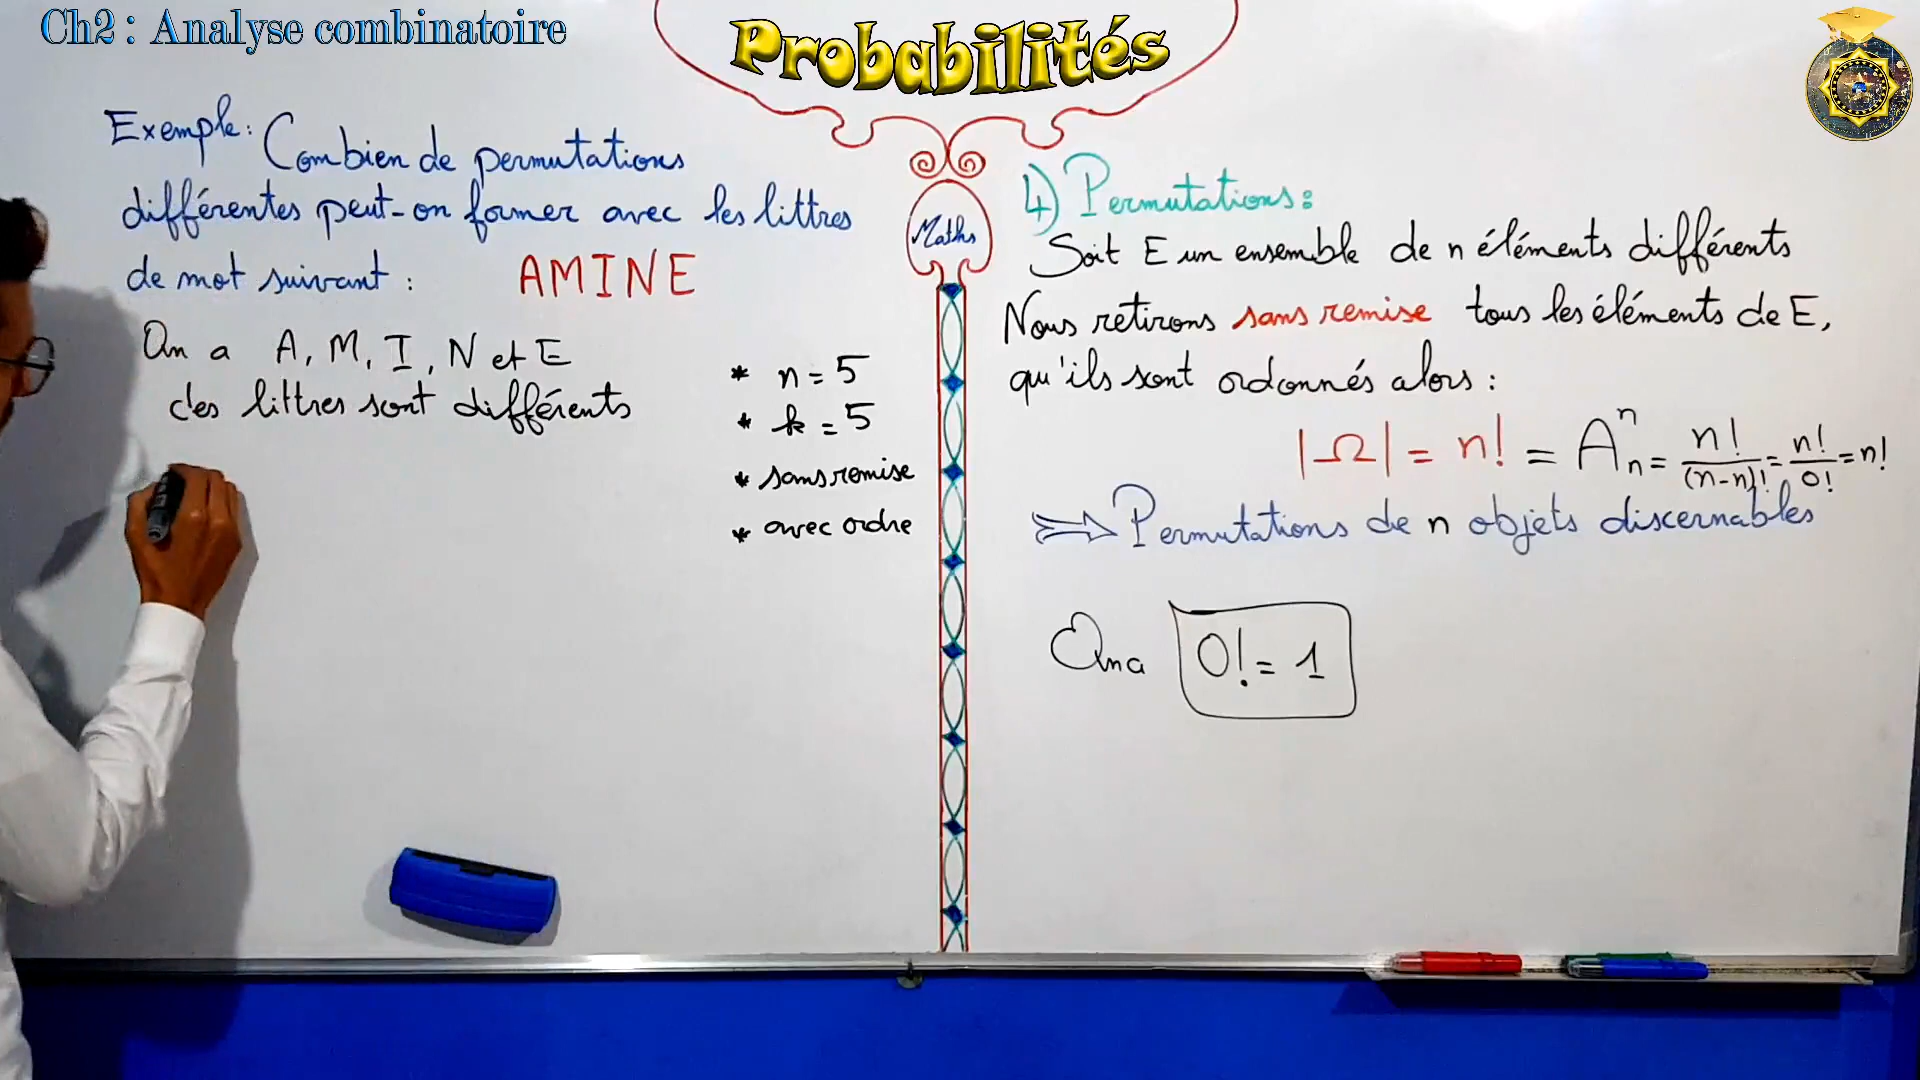 Ch2 : Analyse combinatoire
Probabilités
Exemple: Combien de permutations
différentes peut-on former avec les littres
de mot suivant : AMINE
On a A, M, I, N et E
des littres sont différents
* n = 5
* k = 5
* sans remise
* avec ordre
Maths
4) Permutations:
Soit E un ensemble de n éléments différents
Nous retirons sans remise tous les éléments de E,
qu'ils sont ordonnés alors :
|Ω| = n! = Aⁿₙ = n!/(n-n)! = n!/0! = n!
⇒ Permutations de n objets discernables
On a 0! = 1